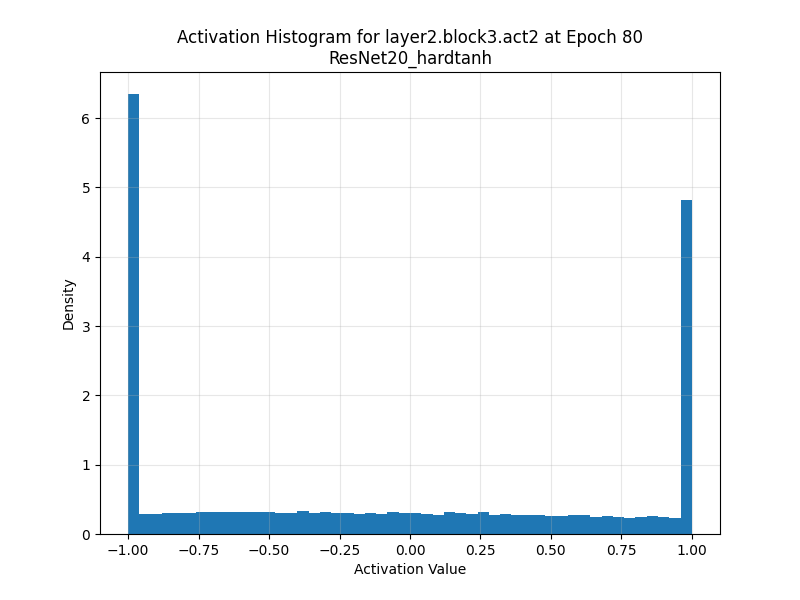 Activation Histogram for layer2.block3.act2 at Epoch 80
ResNet20_hardtanh
6
5
4
3
2
1
0
Density
−1.00 −0.75 −0.50 −0.25 0.00 0.25 0.50 0.75 1.00
Activation Value